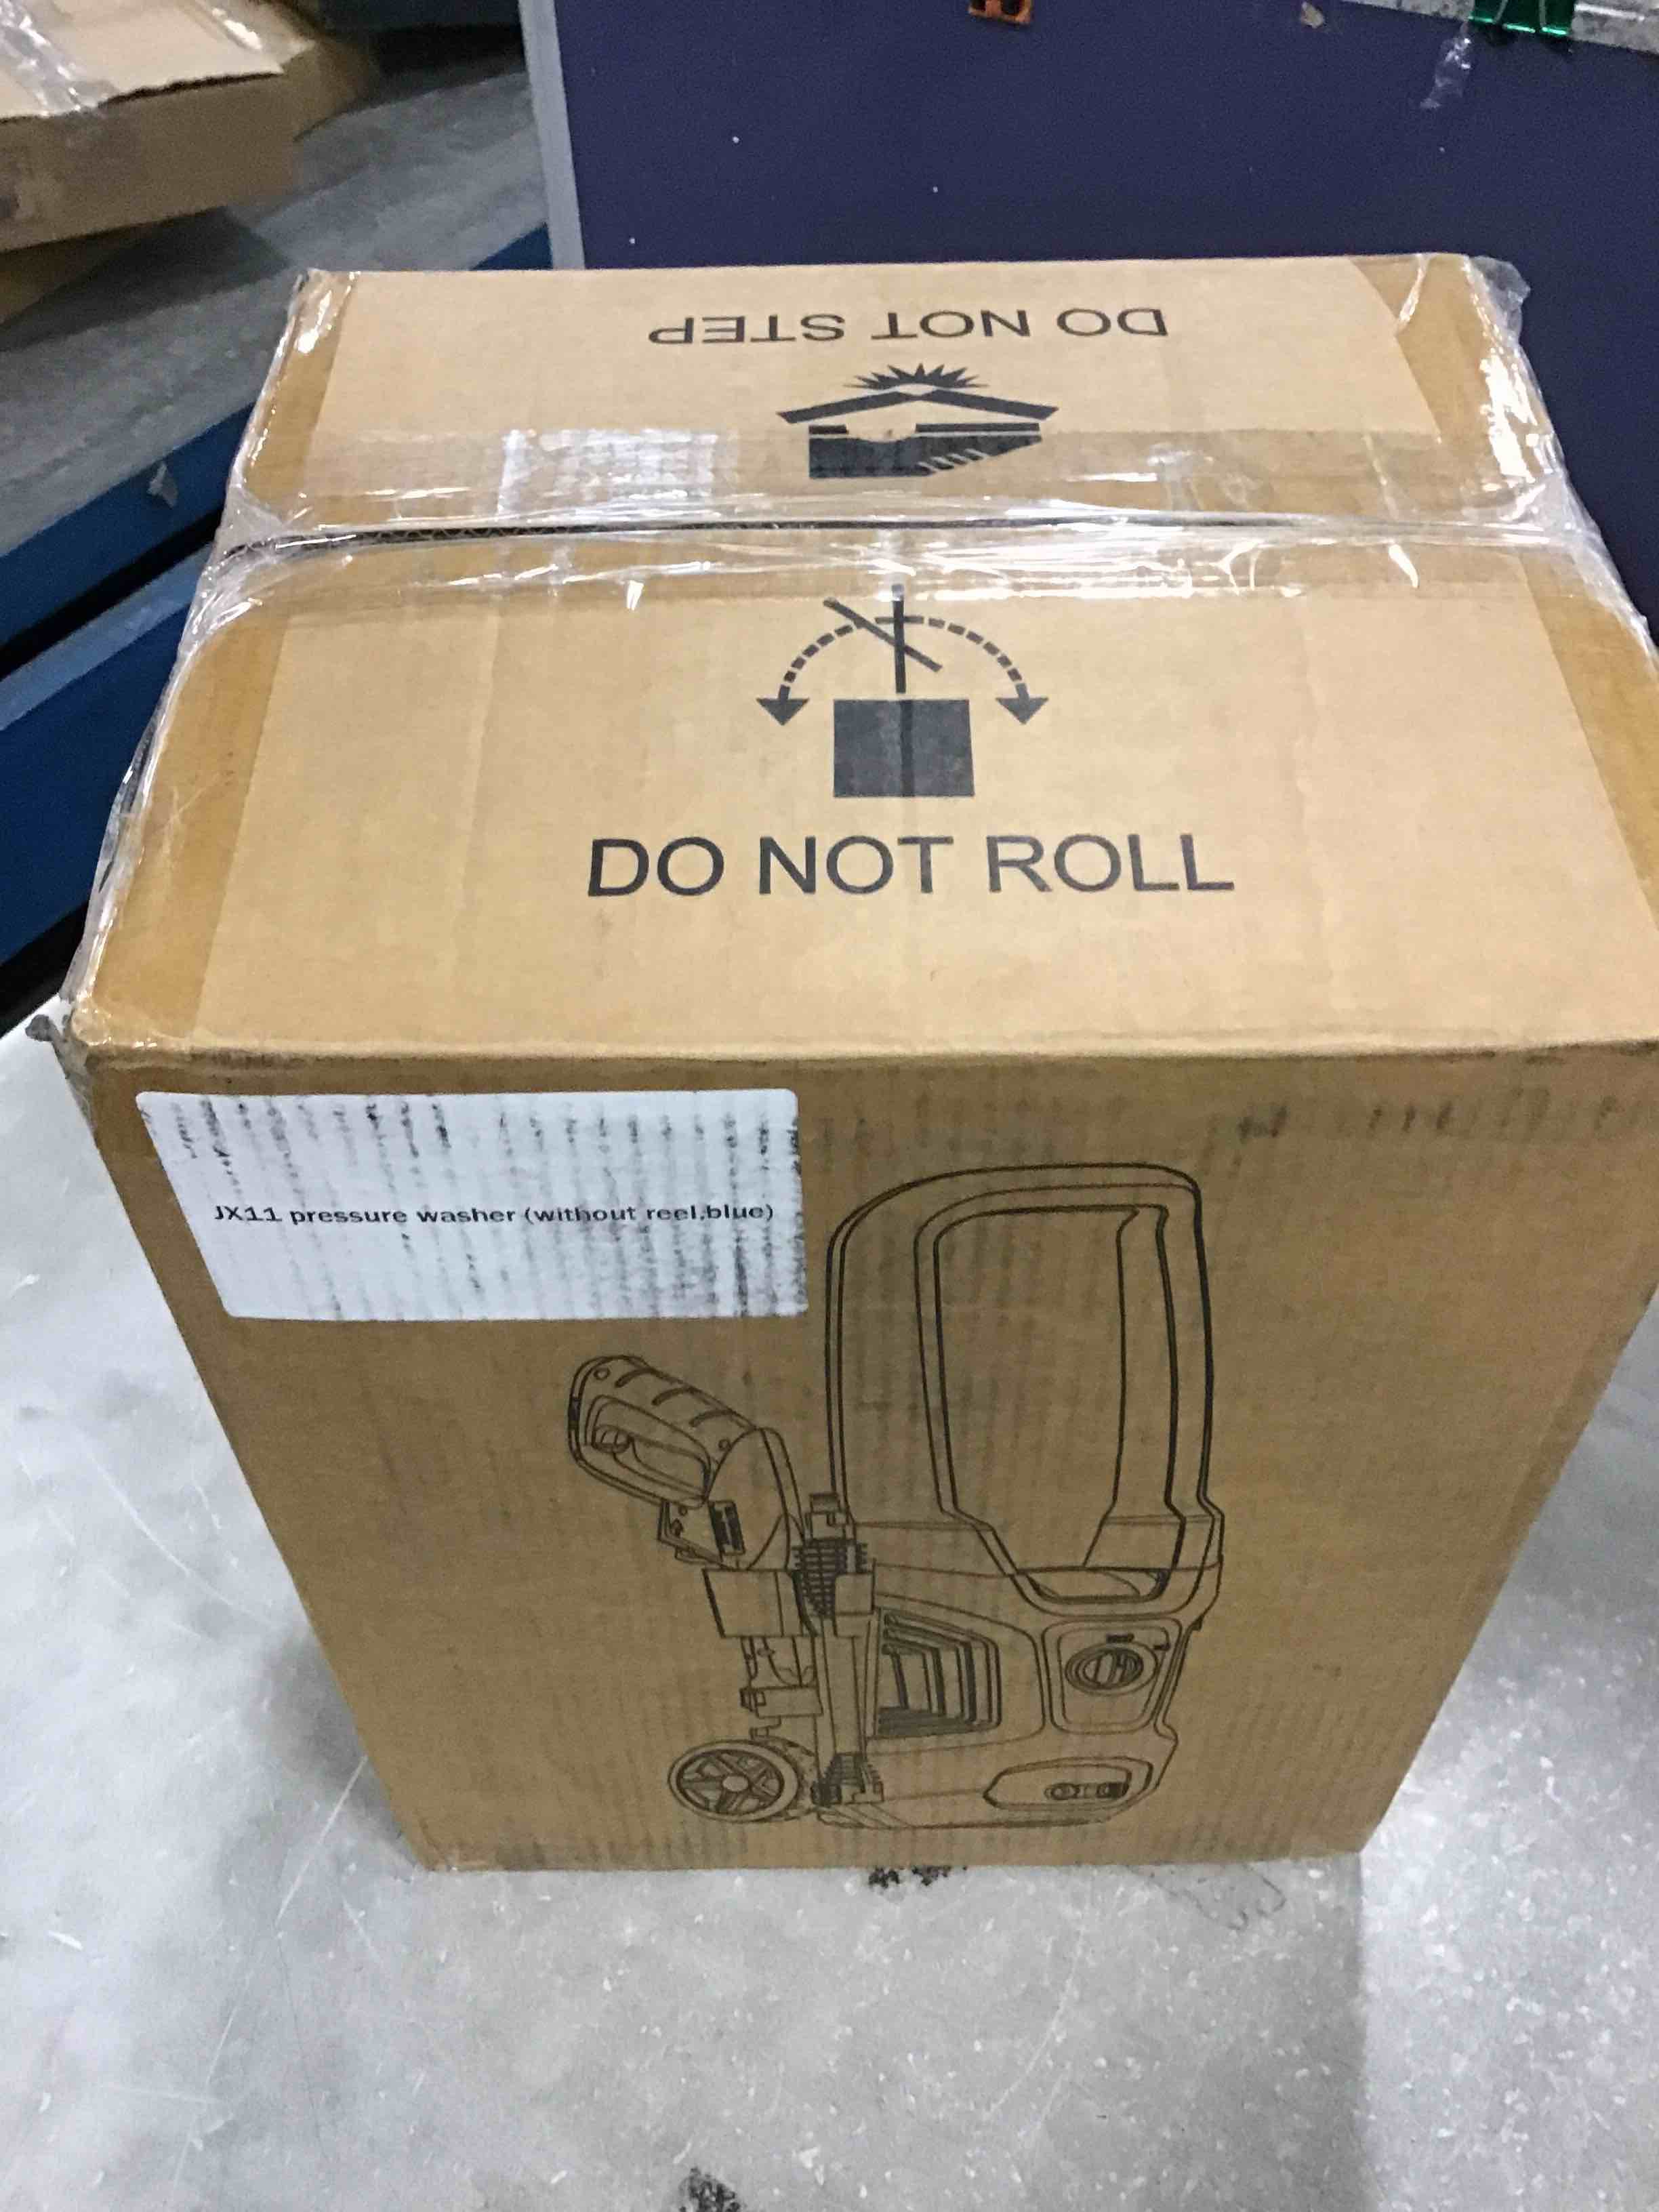 DO NOT STEP
DO NOT ROLL
JX11 pressure washer (without reel,blue)